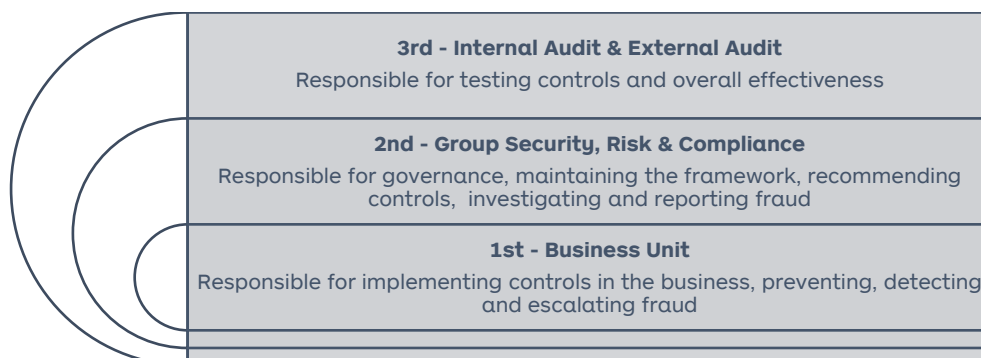 3rd - Internal Audit & External Audit
Responsible for testing controls and overall effectiveness
2nd - Group Security, Risk & Compliance
Responsible for governance, maintaining the framework, recommending
controls, investigating and reporting fraud
1st - Business Unit
Responsible for implementing controls in the business, preventing, detecting
and escalating fraud